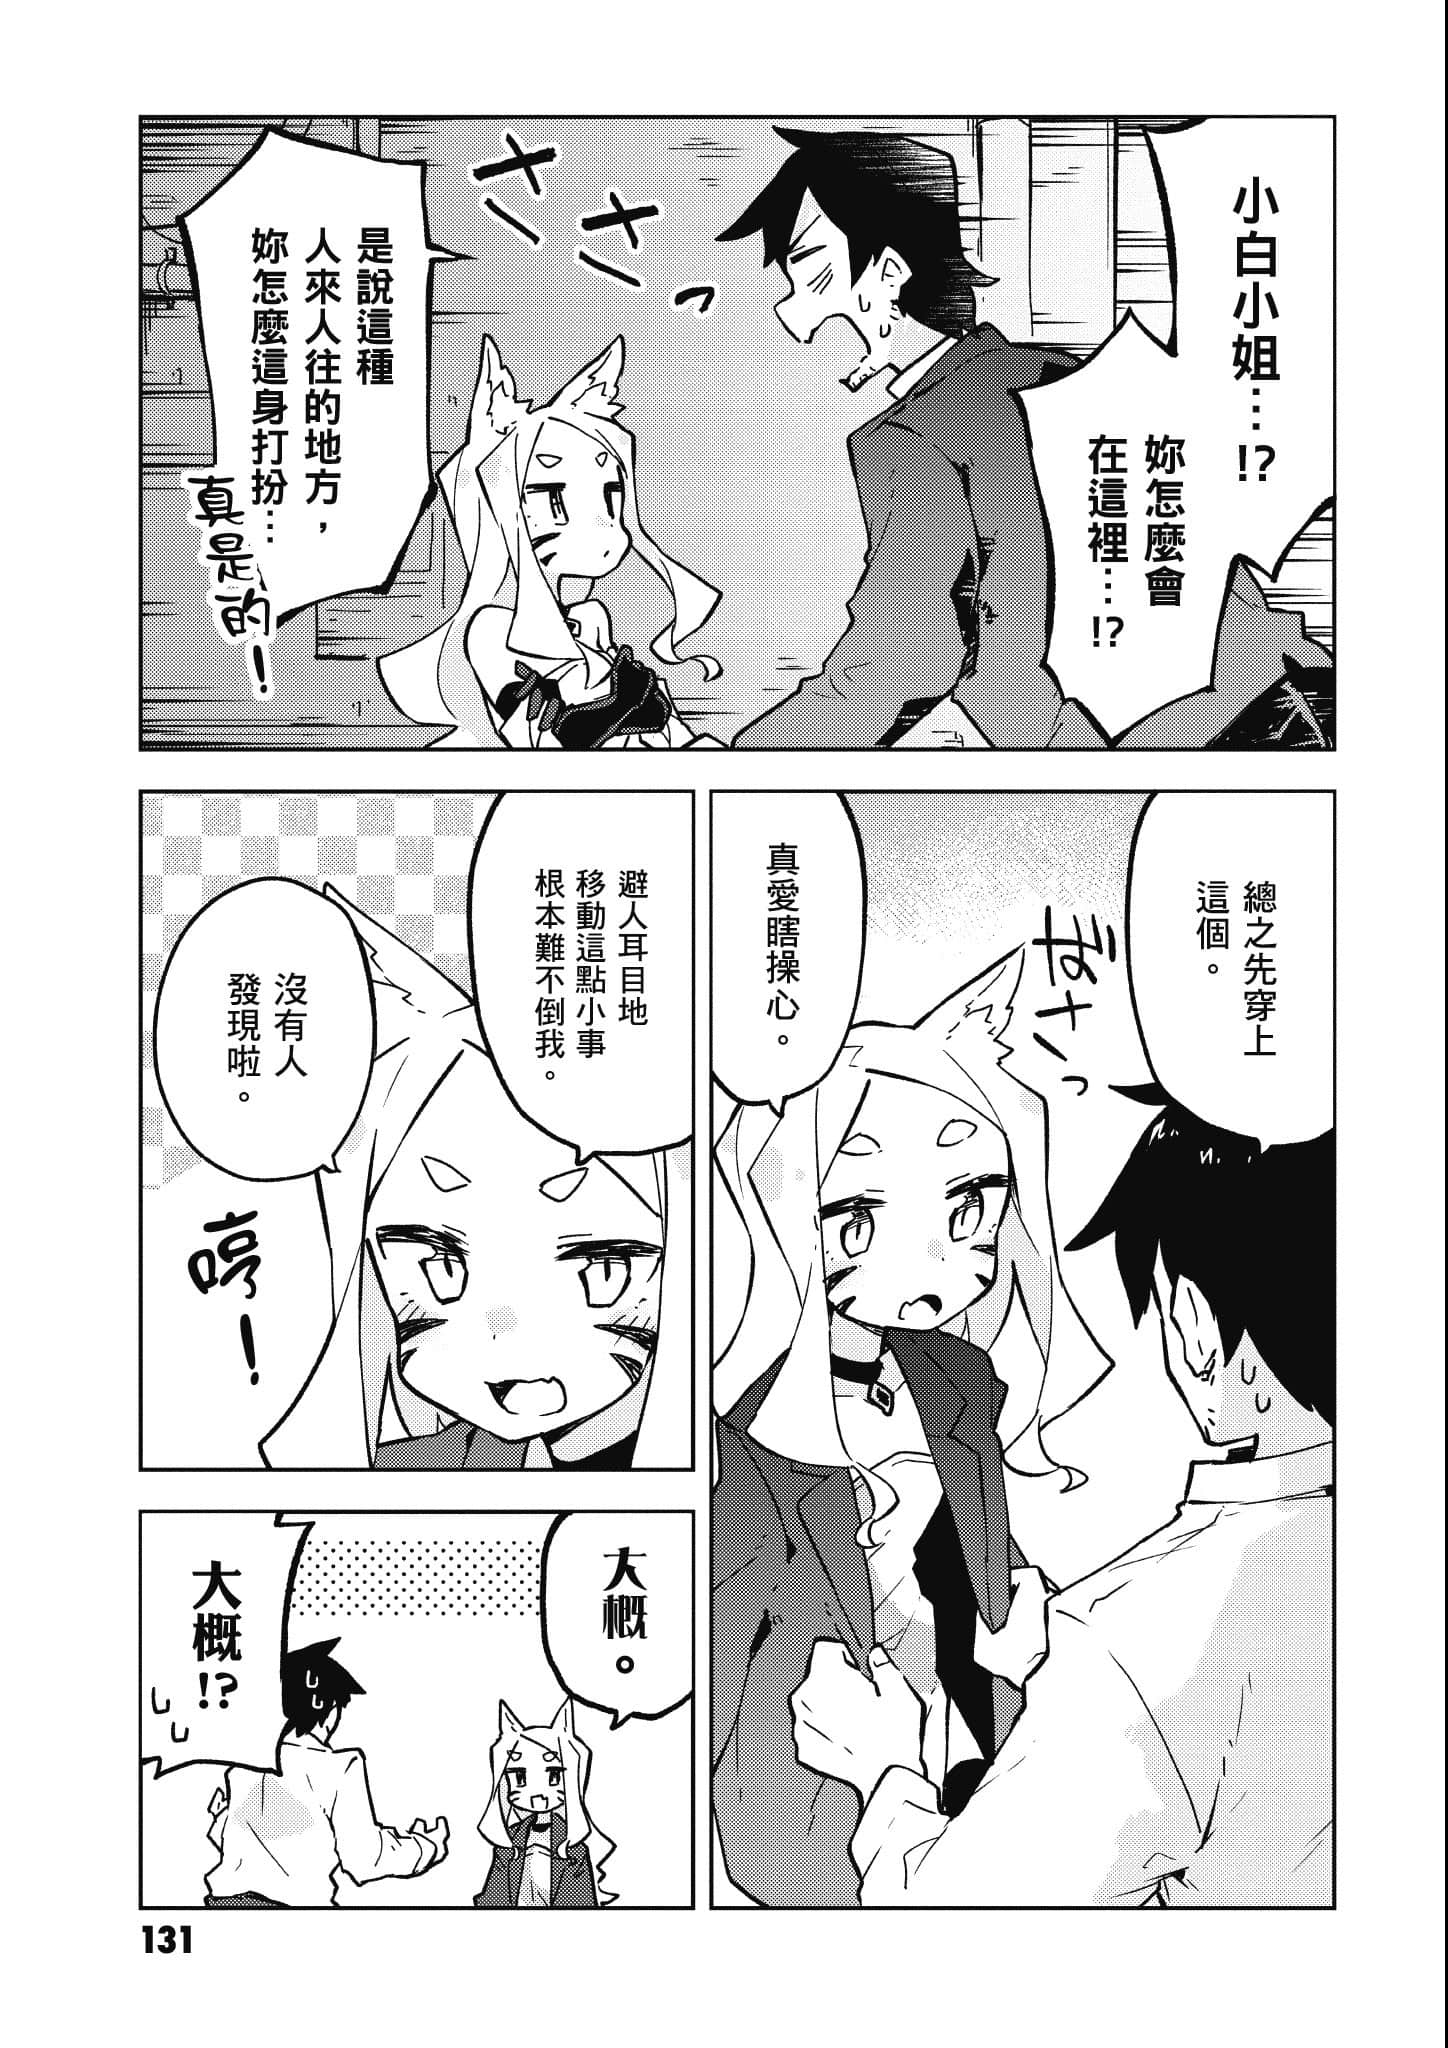 小白小姐…!?
妳怎麼會
在這裡…!?
ャャっ
是說這種
人來人往的地方，
妳怎麼這身打扮…
真是的！
總之先穿上
這個。
ばさっ
真愛瞎操心。
避人耳目地
移動這點小事
根本難不倒我。
沒有人
發現啦。
哼！
大概。
大概!?
131